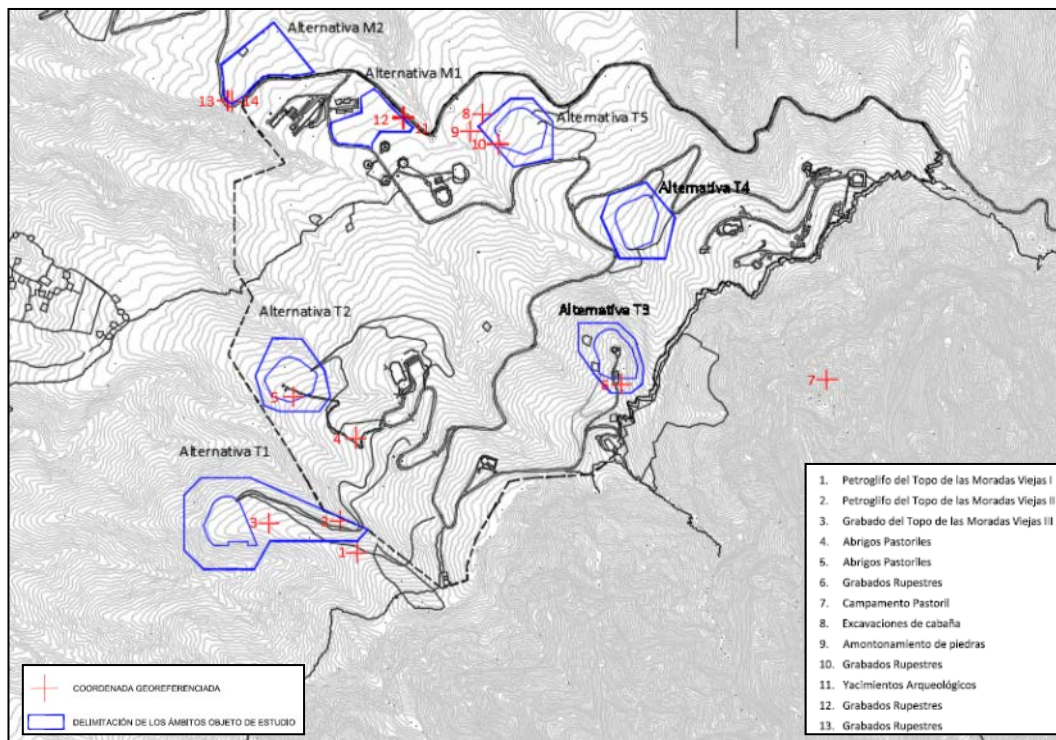 Alternativa M2
Alternativa M1
13 14
12 11
8
9
10
Alternativa T5
Alternativa T4
Alternativa T2
Alternativa T3
5
6
7
4
Alternativa T1
3
2
1
1. Petroglifo del Topo de las Moradas Viejas I
2. Petroglifo del Topo de las Moradas Viejas II
3. Grabado del Topo de las Moradas Viejas III
4. Abrigos Pastoriles
5. Abrigos Pastoriles
6. Grabados Rupestres
7. Campamento Pastoril
8. Excavaciones de cabaña
9. Amontonamiento de piedras
10. Grabados Rupestres
11. Yacimientos Arqueológicos
12. Grabados Rupestres
13. Grabados Rupestres
COORDENADA GEOREFERENCIADA
DELIMITACIÓN DE LOS ÁMBITOS OBJETO DE ESTUDIO